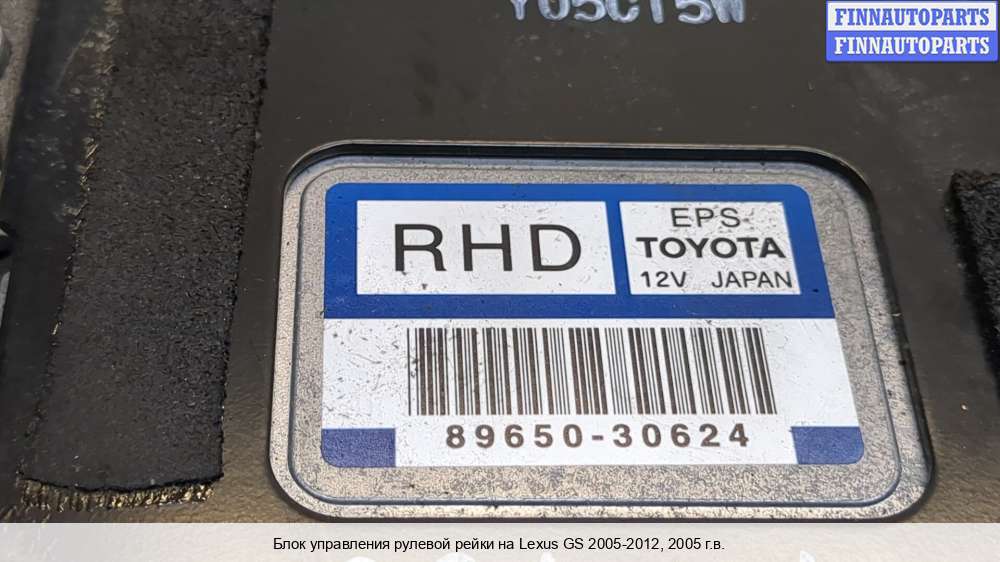 Y05CT5W
FINNAUTOPARTS
FINNAUTOPARTS
RHD
EPS
TOYOTA
12V JAPAN
89650-30624
Блок управления рулевой рейки на Lexus GS 2005-2012, 2005 г.в.